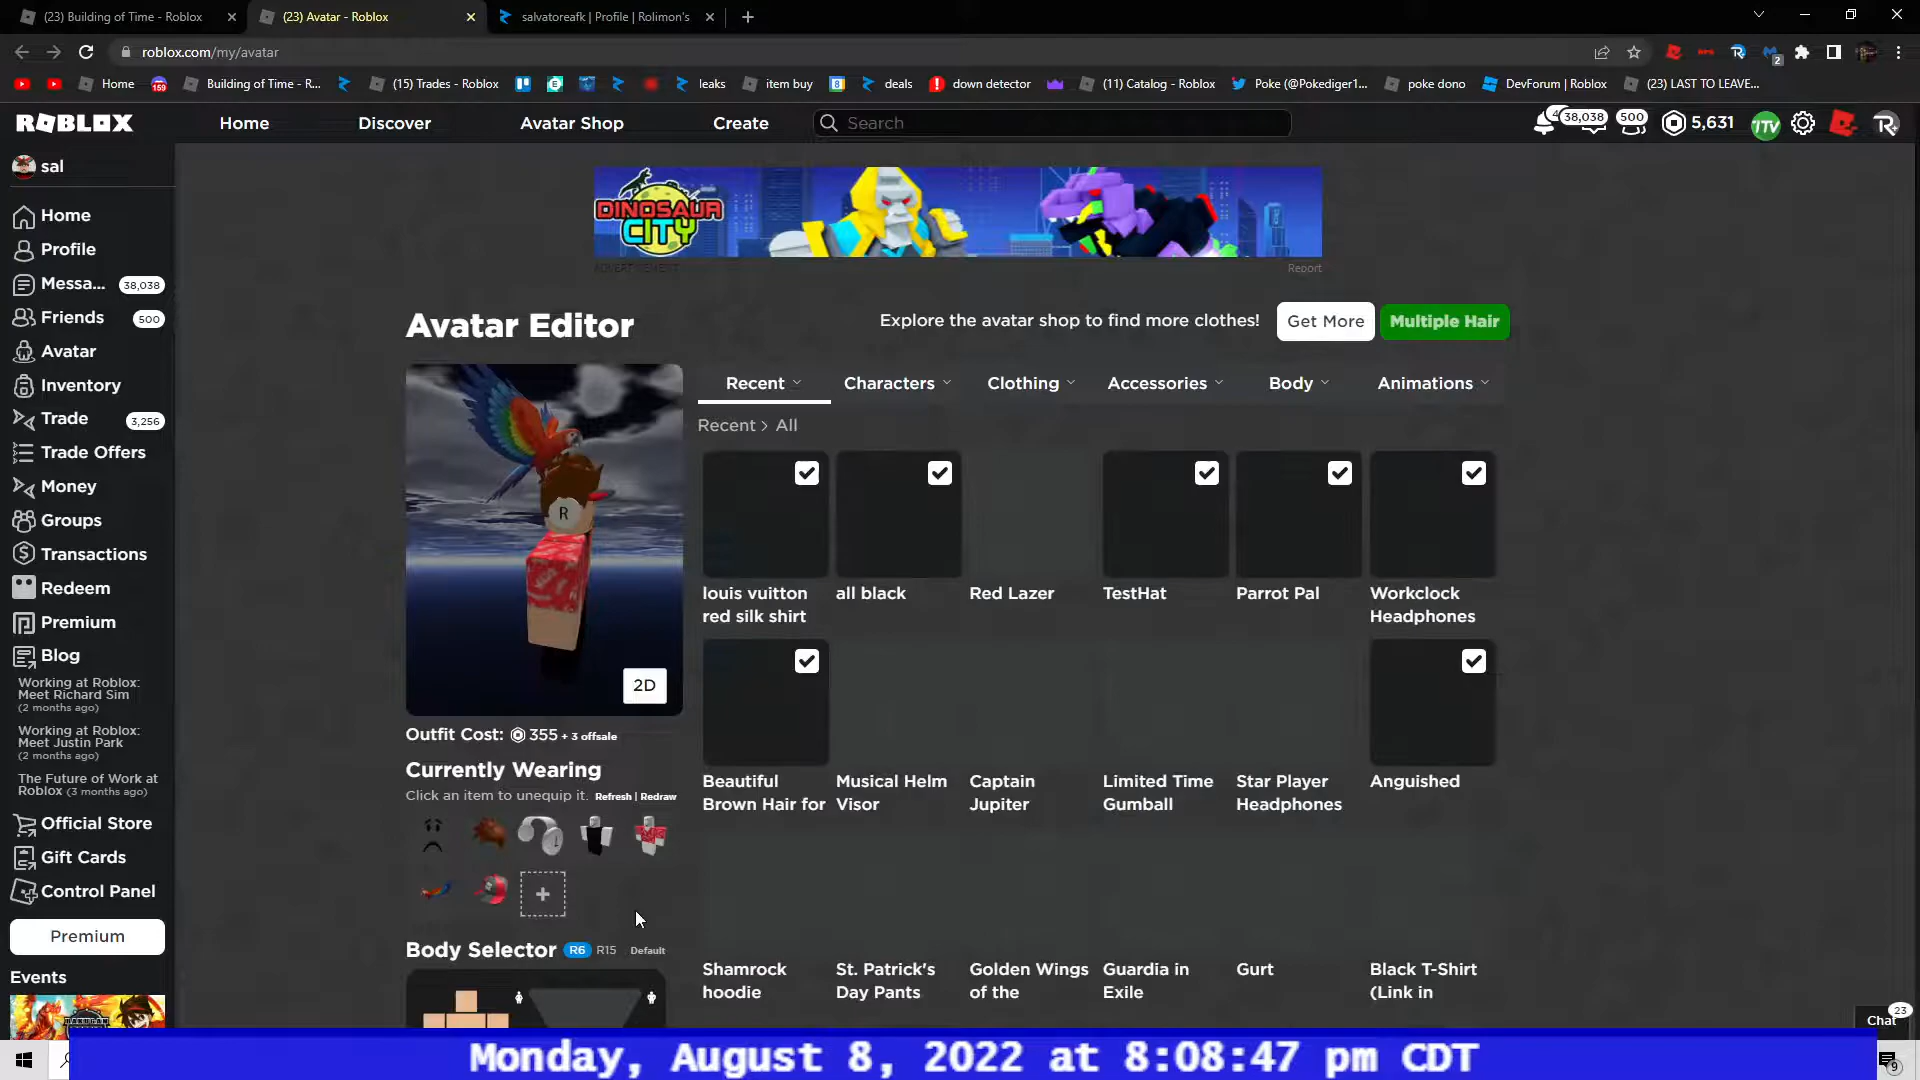 (23) Building of Time - Roblox
(23) Avatar - Roblox
salvatoreafk | Profile | Rolimon's
roblox.com/my/avatar
2
Home
159
Building of Time - R...
(15) Trades - Roblox
leaks
item buy
8
deals
down detector
(11) Catalog - Roblox
Poke (@Pokediger1...
poke dono
DevForum | Roblox
(23) LAST TO LEAVE...
ROBLOX
Home
Discover
Avatar Shop
Create
Search
38,038
500
5,631
ITV
sal
Home
Profile
Messa... 38,038
Friends 500
Avatar
Inventory
Trade 3,256
Trade Offers
Money
Groups
Transactions
Redeem
Premium
Blog
Working at Roblox:
Meet Richard Sim
(2 months ago)
Working at Roblox:
Meet Justin Park
(2 months ago)
The Future of Work at
Roblox (3 months ago)
Official Store
Gift Cards
Control Panel
Premium
Events
DINOSAUR
CITY
ADVERTISEMENT
Report
Avatar Editor
Explore the avatar shop to find more clothes!
Get More
Multiple Hair
R
2D
Outfit Cost: 355 + 3 offsale
Currently Wearing
Click an item to unequip it. Refresh | Redraw
Body Selector R6 R15 Default
Recent
Characters
Clothing
Accessories
Body
Animations
Recent > All
louis vuitton
red silk shirt
all black
Red Lazer
TestHat
Parrot Pal
Workclock
Headphones
Beautiful
Brown Hair for
Musical Helm
Visor
Captain
Jupiter
Limited Time
Gumball
Star Player
Headphones
Anguished
Shamrock
hoodie
St. Patrick's
Day Pants
Golden Wings
of the
Guardia in
Exile
Gurt
Black T-Shirt
(Link in
Chat
23
Monday, August 8, 2022 at 8:08:47 pm CDT
9